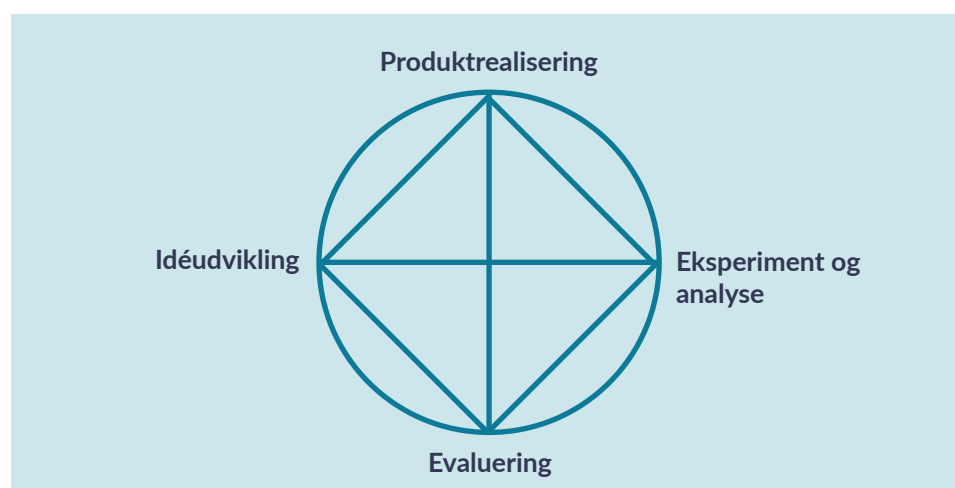 Produktrealisering
Idéudvikling
Eksperiment og
analyse
Evaluering